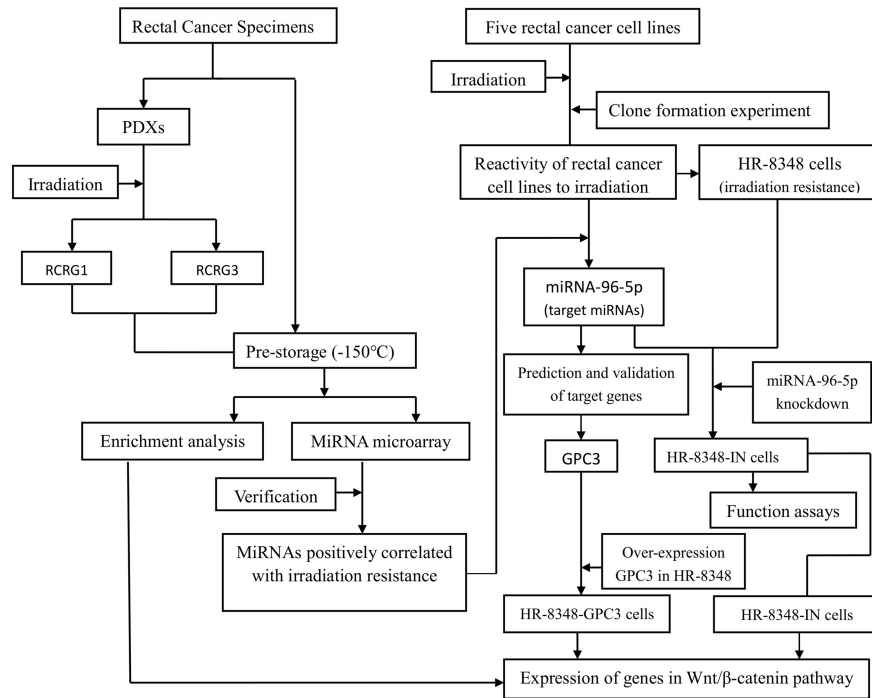 Rectal Cancer Specimens
PDXs
Irradiation
RCRG1
RCRG3
Pre-storage (-150℃)
Enrichment analysis
MiRNA microarray
Verification
MiRNAs positively correlated
with irradiation resistance
Five rectal cancer cell lines
Irradiation
Clone formation experiment
Reactivity of rectal cancer
cell lines to irradiation
HR-8348 cells
(irradiation resistance)
miRNA-96-5p
(target miRNAs)
Prediction and validation
of target genes
miRNA-96-5p
knockdown
GPC3
HR-8348-IN cells
Function assays
Over-expression
GPC3 in HR-8348
HR-8348-GPC3 cells
HR-8348-IN cells
Expression of genes in Wnt/β-catenin pathway